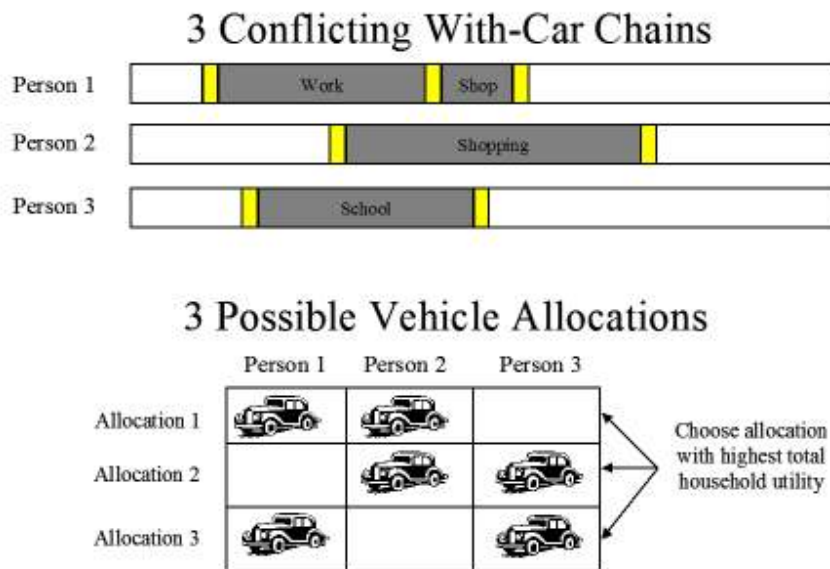 3 Conflicting With-Car Chains
Person 1
Work
Shop
Person 2
Shopping
Person 3
School
3 Possible Vehicle Allocations
Person 1
Person 2
Person 3
Allocation 1
Allocation 2
Allocation 3
Choose allocation
with highest total
household utility